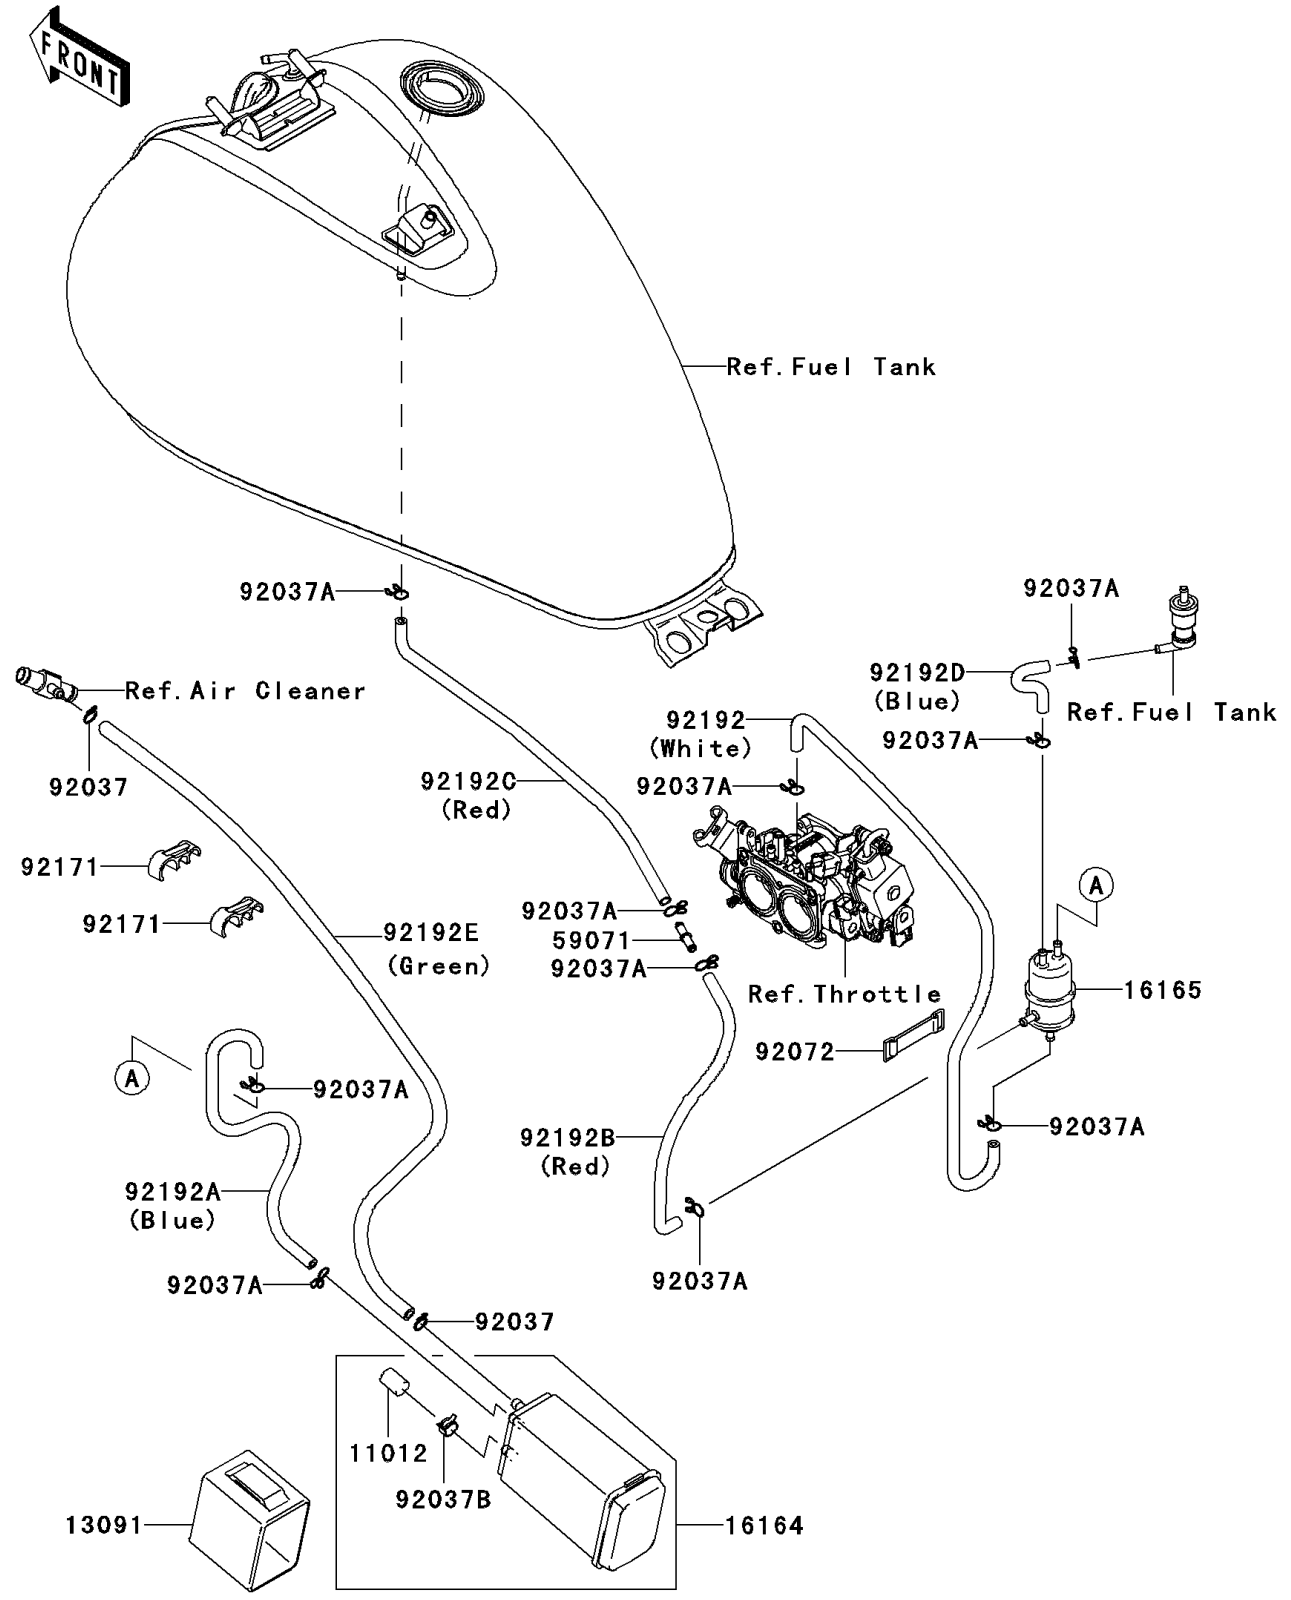 FRONT
Ref.Fuel Tank
92037A
92037A
92192D
(Blue)
Ref.Air Cleaner
Ref.Fuel Tank
92192
(White)
92037A
92037
92192C
(Red)
92037A
92171
A
92037A
92171
59071
92192E
(Green)
92037A
Ref.Throttle
16165
92072
A
92037A
92037A
92192B
(Red)
92192A
(Blue)
92037A
92037A
92037
11012
92037B
13091
16164